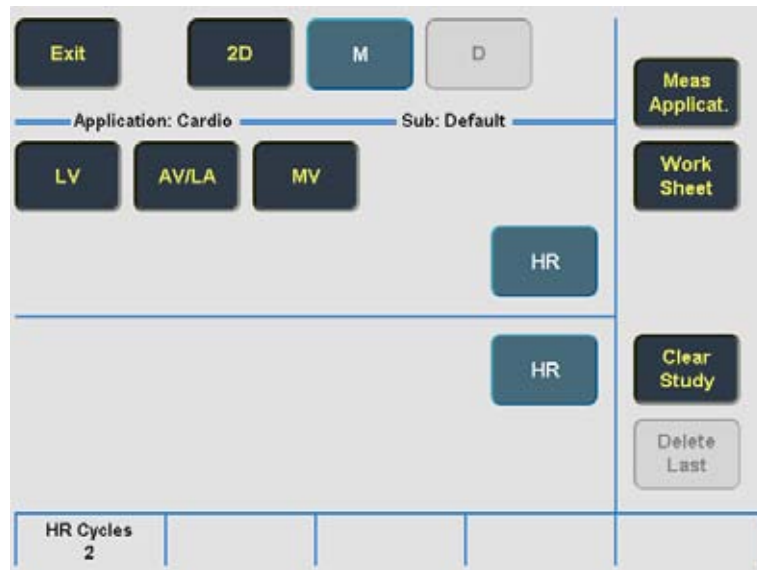 Exit
2D
M
D
Meas
Applicat.
Application: Cardio
Sub: Default
LV
AV/LA
MV
Work
Sheet
HR
HR
Clear
Study
Delete
Last
HR Cycles
2